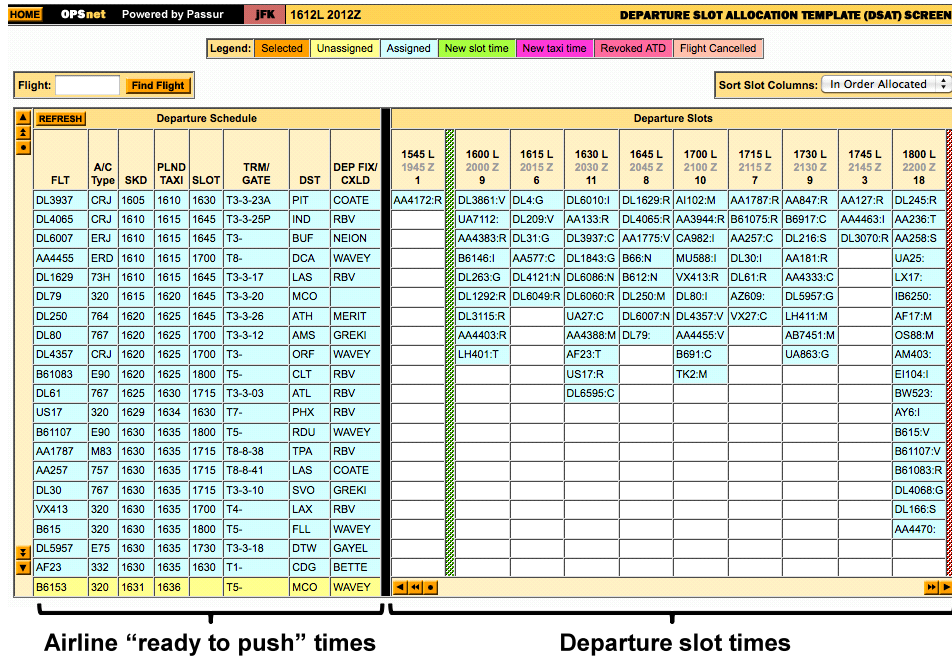 HOME OPSnet Powered by Passur JFK 1612L 2012Z DEPARTURE SLOT ALLOCATION TEMPLATE (DSAT) SCREEN
Legend: Selected Unassigned Assigned New slot time New taxi time Revoked ATD Flight Cancelled
Flight: Find Flight Sort Slot Columns: In Order Allocated
REFRESH Departure Schedule Departure Slots
A/C PLND TRM/ DEP FIX/
FLT Type SKD TAXI SLOT GATE DST CXLD
1545 L 1600 L 1615 L 1630 L 1645 L 1700 L 1715 L 1730 L 1745 L 1800 L
1945 Z 2000 Z 2015 Z 2030 Z 2045 Z 2100 Z 2115 Z 2130 Z 2145 Z 2200 Z
1 9 6 11 8 10 7 9 3 18
DL3937 CRJ 1605 1610 1630 T3-3-23A PIT COATE AA4172:R DL3861:V DL4:G DL6010:I DL1629:R AI102:M AA1787:R AA847:R AA127:R DL245:R
DL4065 CRJ 1610 1615 1645 T3-3-25P IND RBV UA7112: DL209:V AA133:R DL4065:R AA3944:R B61075:R B6917:C AA4463:I AA236:T
DL6007 ERJ 1610 1615 1645 T3- BUF NEION AA4383:R DL31:G DL3937:C AA1775:V CA982:I AA257:C DL216:S DL3070:R AA258:S
AA4455 ERD 1610 1615 1700 T8- DCA WAVEY B6146:I AA577:C DL1843:G B66:N MU588:I DL30:I AA181:R UA25:
DL1629 73H 1610 1615 1645 T3-3-17 LAS RBV DL263:G DL4121:N DL6086:N B612:N VX413:R DL61:R AA4333:C LX17:
DL79 320 1615 1620 1645 T3-3-20 MCO DL1292:R DL6049:R DL6060:R DL250:M DL80:I AZ609: DL5957:G IB6250:
DL250 764 1620 1625 1645 T3-3-26 ATH MERIT DL3115:R UA27:C DL6007:N DL4357:V VX27:C LH411:M AF17:M
DL80 767 1620 1625 1700 T3-3-12 AMS GREKI AA4403:R AA4388:M DL79: AA4455:V AB7451:M OS88:M
DL4357 CRJ 1620 1625 1700 T3- ORF WAVEY LH401:T AF23:T B691:C UA863:G AM403:
B61083 E90 1620 1625 1800 T5- CLT RBV US17:R TK2:M EI104:I
DL61 767 1625 1630 1715 T3-3-03 ATL RBV DL6595:C BW523:
US17 320 1629 1634 1630 T7- PHX RBV AY6:I
B61107 E90 1630 1635 1800 T5- RDU WAVEY B615:V
AA1787 M83 1630 1635 1715 T8-8-38 TPA RBV B61107:V
AA257 757 1630 1635 1715 T8-8-41 LAS COATE B61083:R
DL30 767 1630 1635 1715 T3-3-10 SVO GREKI DL4068:G
VX413 320 1630 1635 1700 T4- LAX RBV DL166:S
B615 320 1630 1635 1800 T5- FLL WAVEY AA4470:
DL5957 E75 1630 1635 1730 T3-3-18 DTW GAYEL
AF23 332 1630 1635 1630 T1- CDG BETTE
B6153 320 1631 1636 T5- MCO WAVEY
Airline “ready to push” times Departure slot times